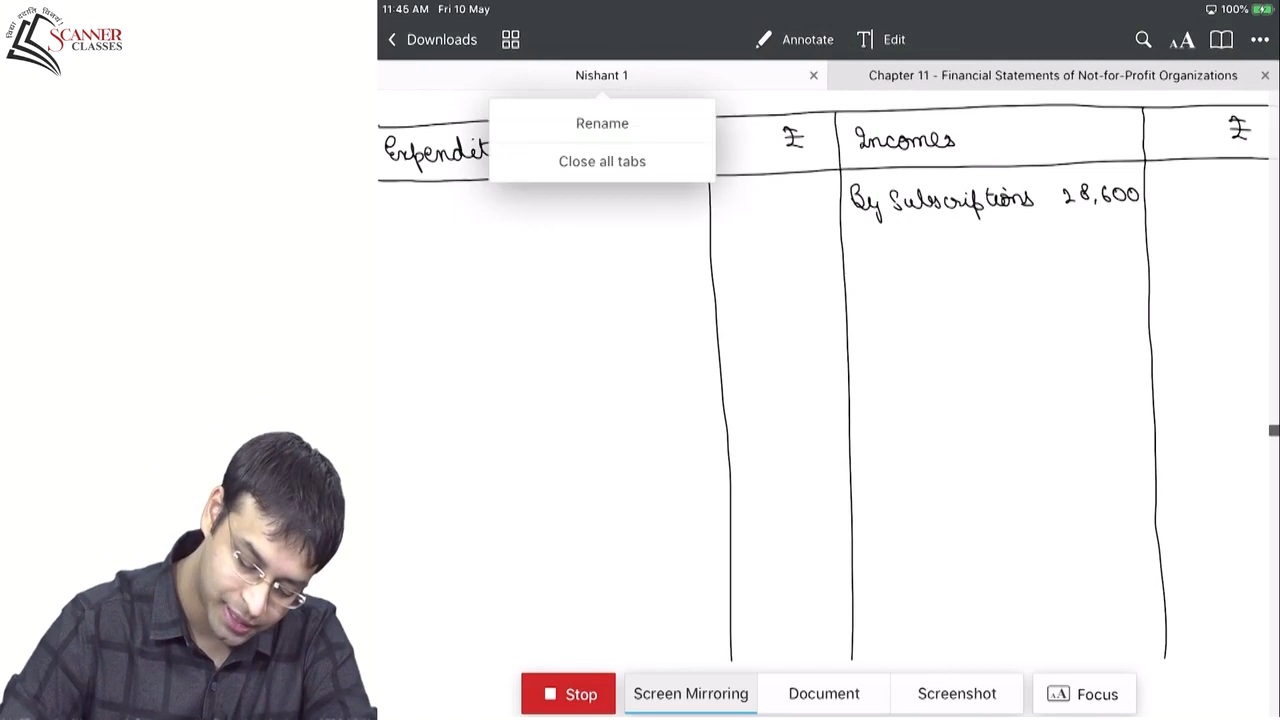 SCANNER
CLASSES
11:45 AM Fri 10 May
100%
Downloads
Annotate
Edit
AA
Nishant 1
Chapter 11 - Financial Statements of Not-for-Profit Organizations
Rename
Close all tabs
Expendit ₹ Incomes ₹
By Subscriptions 28,600
Stop
Screen Mirroring
Document
Screenshot
AA Focus